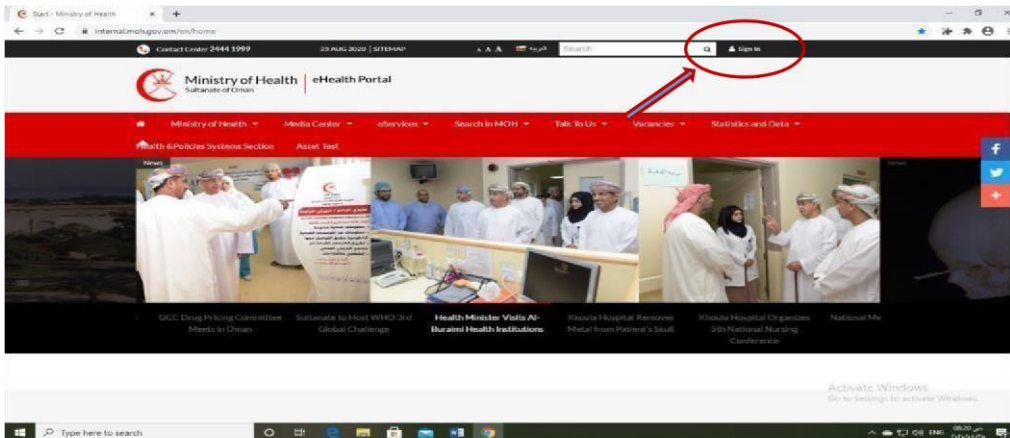 Start - Ministry of Health
internal.moh.gov.om/en/home
Contact Center 2444 1999
23 AUG 2020 | SITEMAP
A A A
العربية
Search
Sign In
Ministry of Health
Sultanate of Oman
eHealth Portal
Ministry of Health
Media Center
eServices
Search in MOH
Talk To Us
Vacancies
Statistics and Data
Health &Policies Systems Section
Asset Test
News
News
GCC Drug Pricing Committee
Meets in Oman
Sultanate to Host WHO 3rd
Global Challenge
Health Minister Visits Al-
Buraimi Health Institutions
Khoula Hospital Removes
Metal from Patient's Skull
Khoula Hospital Organizes
5th National Nursing
Conference
National Me
Activate Windows
Go to Settings to activate Windows.
Type here to search
ENG